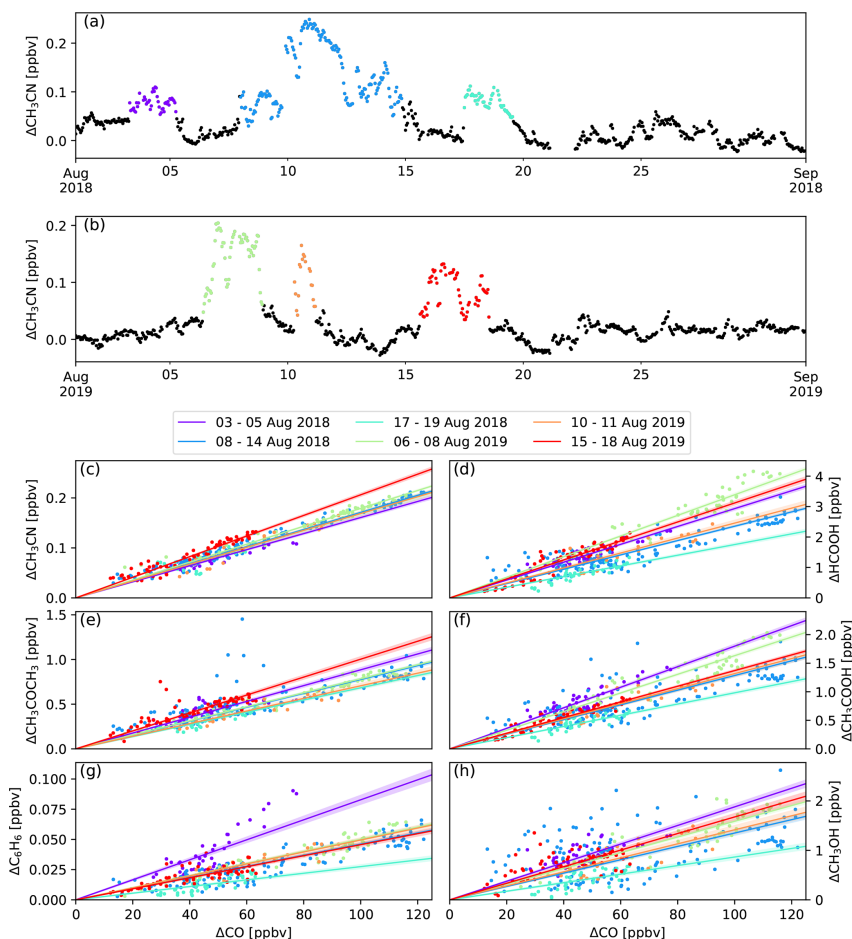 (a)
ΔCH₃CN [ppbv]
0.2
0.1
0.0
Aug
2018
05
10
15
20
25
Sep
2018
(b)
ΔCH₃CN [ppbv]
0.2
0.1
0.0
Aug
2019
05
10
15
20
25
Sep
2019
03 - 05 Aug 2018
17 - 19 Aug 2018
10 - 11 Aug 2019
08 - 14 Aug 2018
06 - 08 Aug 2019
15 - 18 Aug 2019
(c)
ΔCH₃CN [ppbv]
0.2
0.1
0.0
(d)
ΔHCOOH [ppbv]
4
3
2
1
0
(e)
ΔCH₃COCH₃ [ppbv]
1.5
1.0
0.5
0.0
(f)
ΔCH₃COOH [ppbv]
2.0
1.5
1.0
0.5
0.0
(g)
ΔC₆H₆ [ppbv]
0.100
0.075
0.050
0.025
0.000
0 20 40 60 80 100 120
ΔCO [ppbv]
(h)
ΔCH₃OH [ppbv]
2
1
0
0 20 40 60 80 100 120
ΔCO [ppbv]